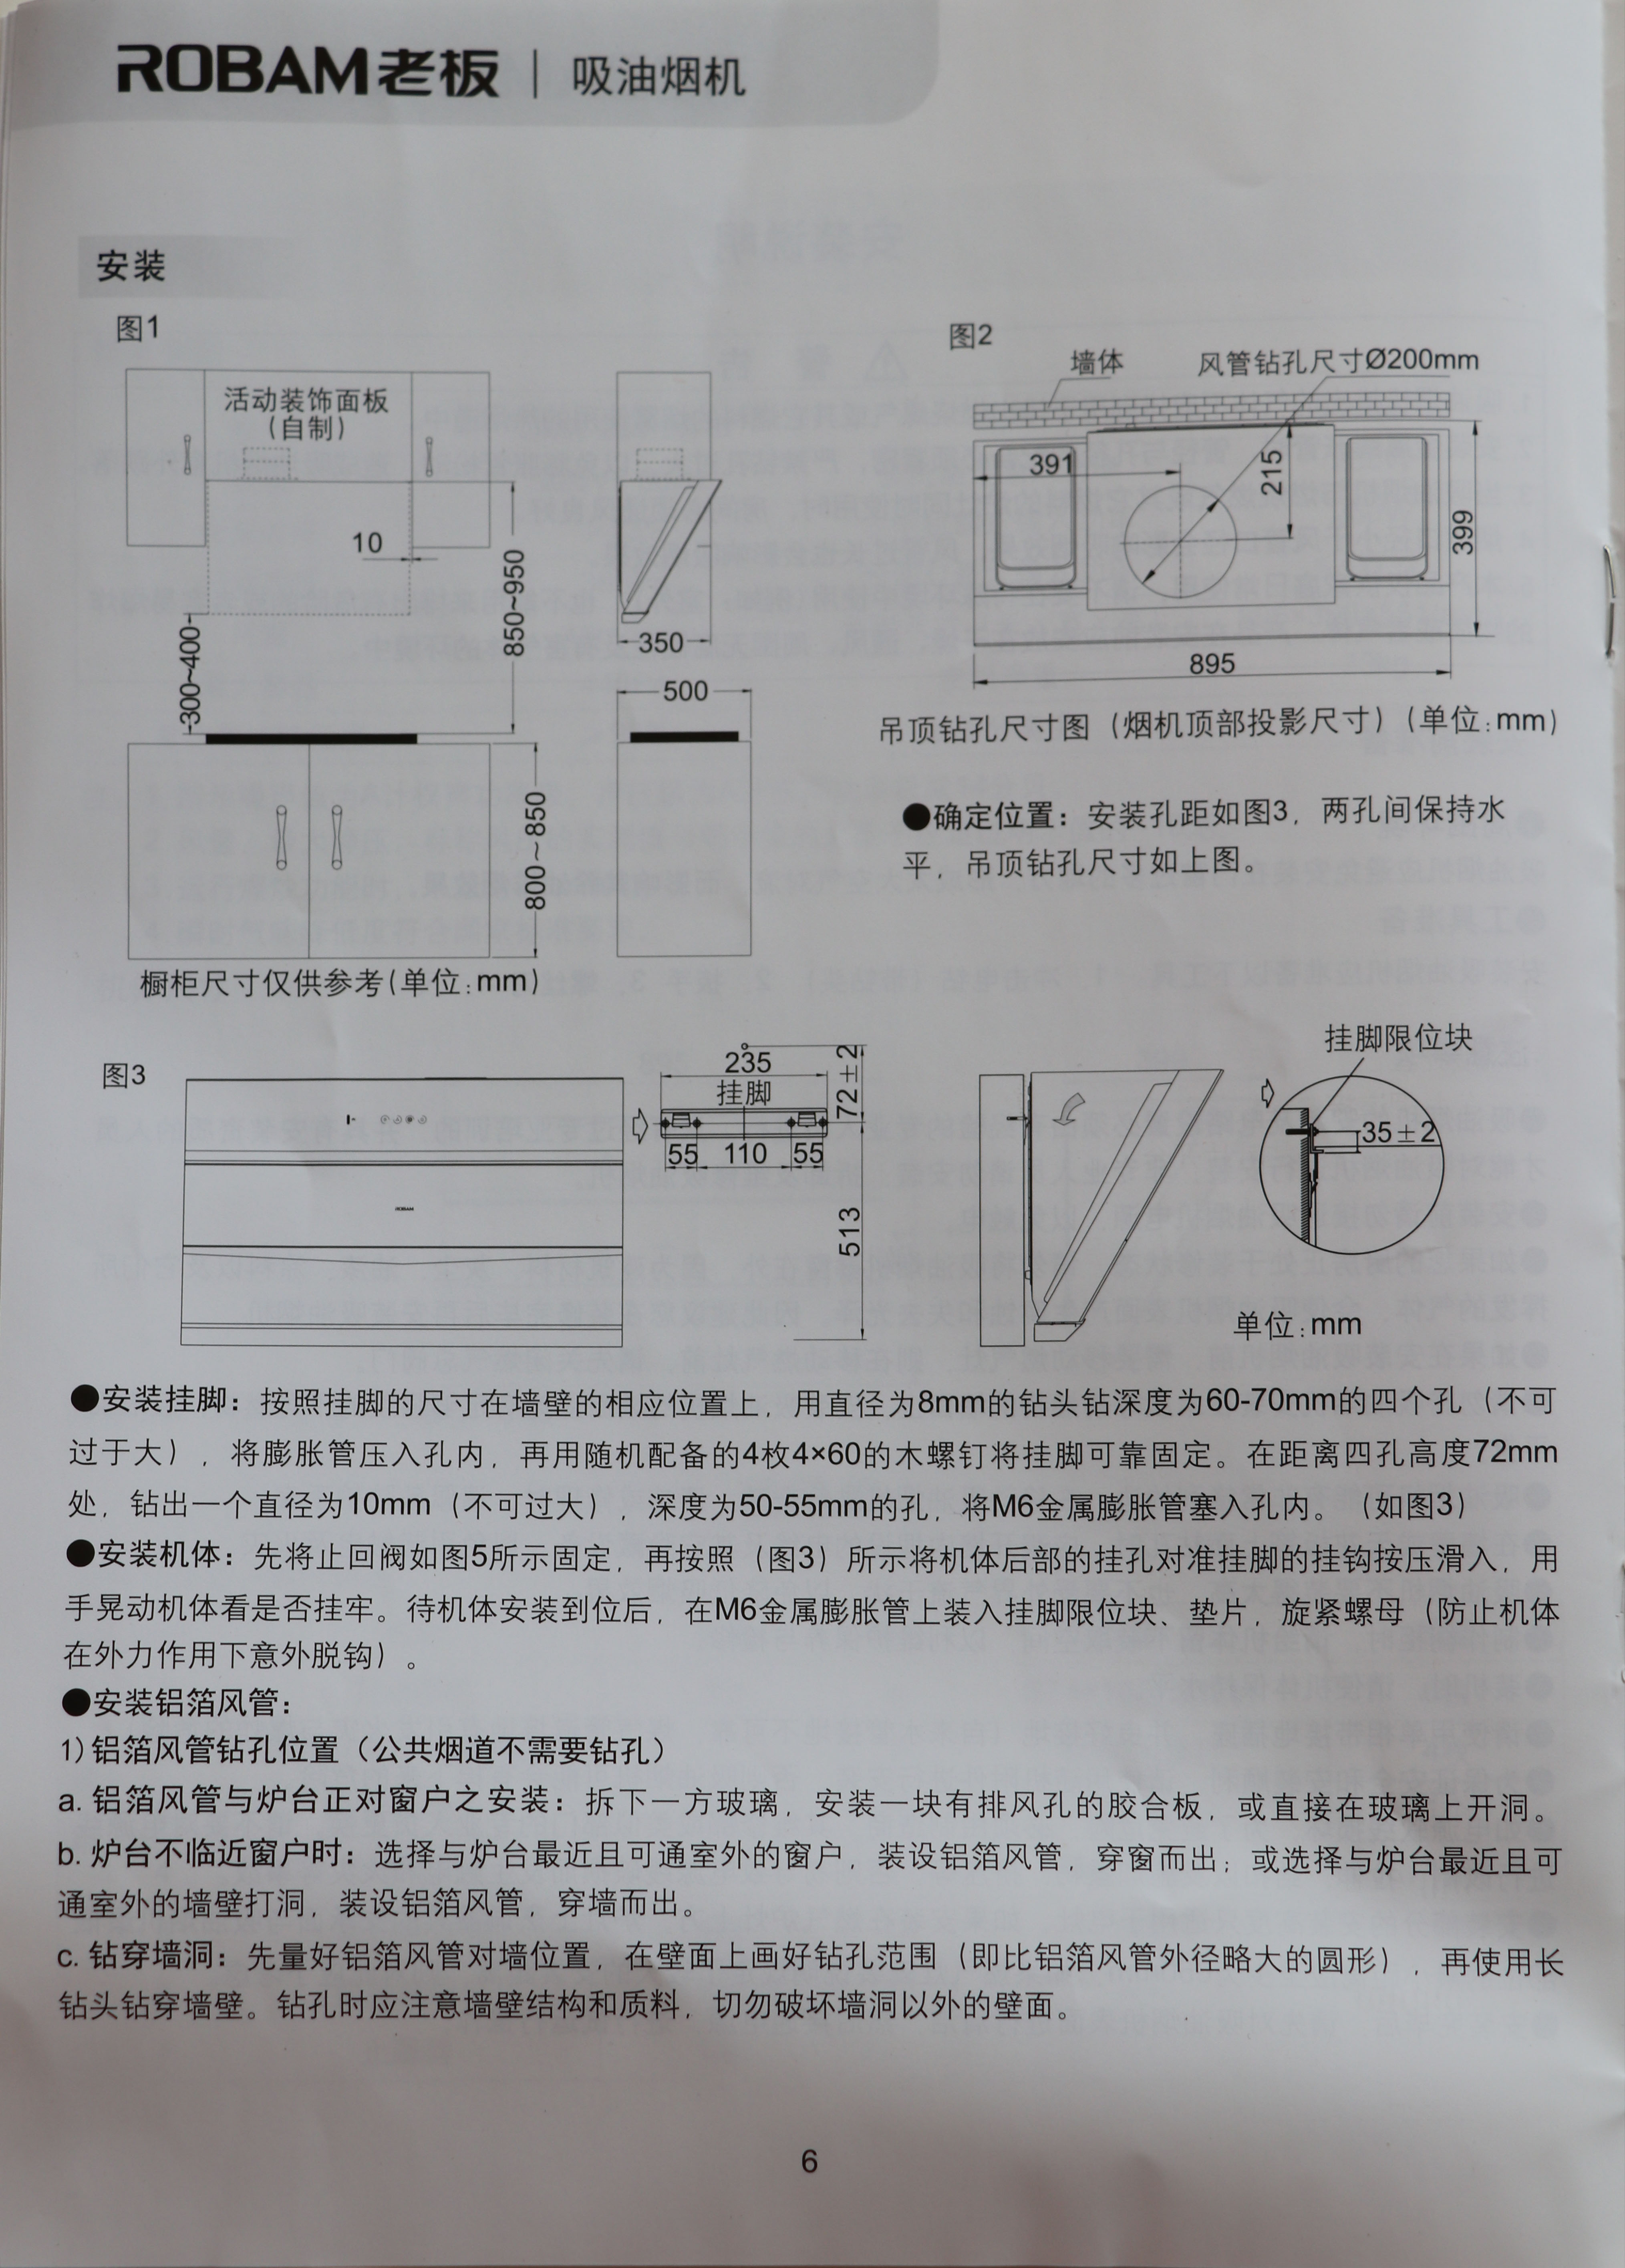 ROBAM老板 | 吸油烟机
安装
图1
活动装饰面板
（自制）
10
300~400
850~950
350
500
800~850
橱柜尺寸仅供参考(单位:mm)
图2
墙体
风管钻孔尺寸Ø200mm
391
215
399
895
吊顶钻孔尺寸图（烟机顶部投影尺寸）(单位:mm)
●确定位置：安装孔距如图3，两孔间保持水
平，吊顶钻孔尺寸如上图。
图3
ROBAM
235
挂脚
55 110 55
72±2
513
挂脚限位块
35±2
单位:mm
●安装挂脚：按照挂脚的尺寸在墙壁的相应位置上，用直径为8mm的钻头钻深度为60-70mm的四个孔（不可
过于大），将膨胀管压入孔内，再用随机配备的4枚4×60的木螺钉将挂脚可靠固定。在距离四孔高度72mm
处，钻出一个直径为10mm（不可过大），深度为50-55mm的孔，将M6金属膨胀管塞入孔内。（如图3）
●安装机体：先将止回阀如图5所示固定，再按照（图3）所示将机体后部的挂孔对准挂脚的挂钩按压滑入，用
手晃动机体看是否挂牢。待机体安装到位后，在M6金属膨胀管上装入挂脚限位块、垫片，旋紧螺母（防止机体
在外力作用下意外脱钩）。
●安装铝箔风管：
1)铝箔风管钻孔位置（公共烟道不需要钻孔）
a. 铝箔风管与炉台正对窗户之安装：拆下一方玻璃，安装一块有排风孔的胶合板，或直接在玻璃上开洞。
b. 炉台不临近窗户时：选择与炉台最近且可通室外的窗户，装设铝箔风管，穿窗而出；或选择与炉台最近且可
通室外的墙壁打洞，装设铝箔风管，穿墙而出。
c. 钻穿墙洞：先量好铝箔风管对墙位置，在壁面上画好钻孔范围（即比铝箔风管外径略大的圆形），再使用长
钻头钻穿墙壁。钻孔时应注意墙壁结构和质料，切勿破坏墙洞以外的壁面。
6